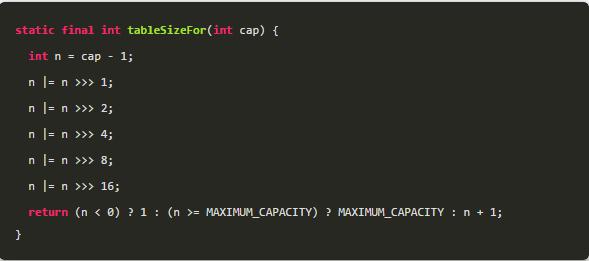 static final int tableSizeFor(int cap) {
int n = cap - 1;
n |= n >>> 1;
n |= n >>> 2;
n |= n >>> 4;
n |= n >>> 8;
n |= n >>> 16;
return (n < 0) ? 1 : (n >= MAXIMUM_CAPACITY) ? MAXIMUM_CAPACITY : n + 1;
}